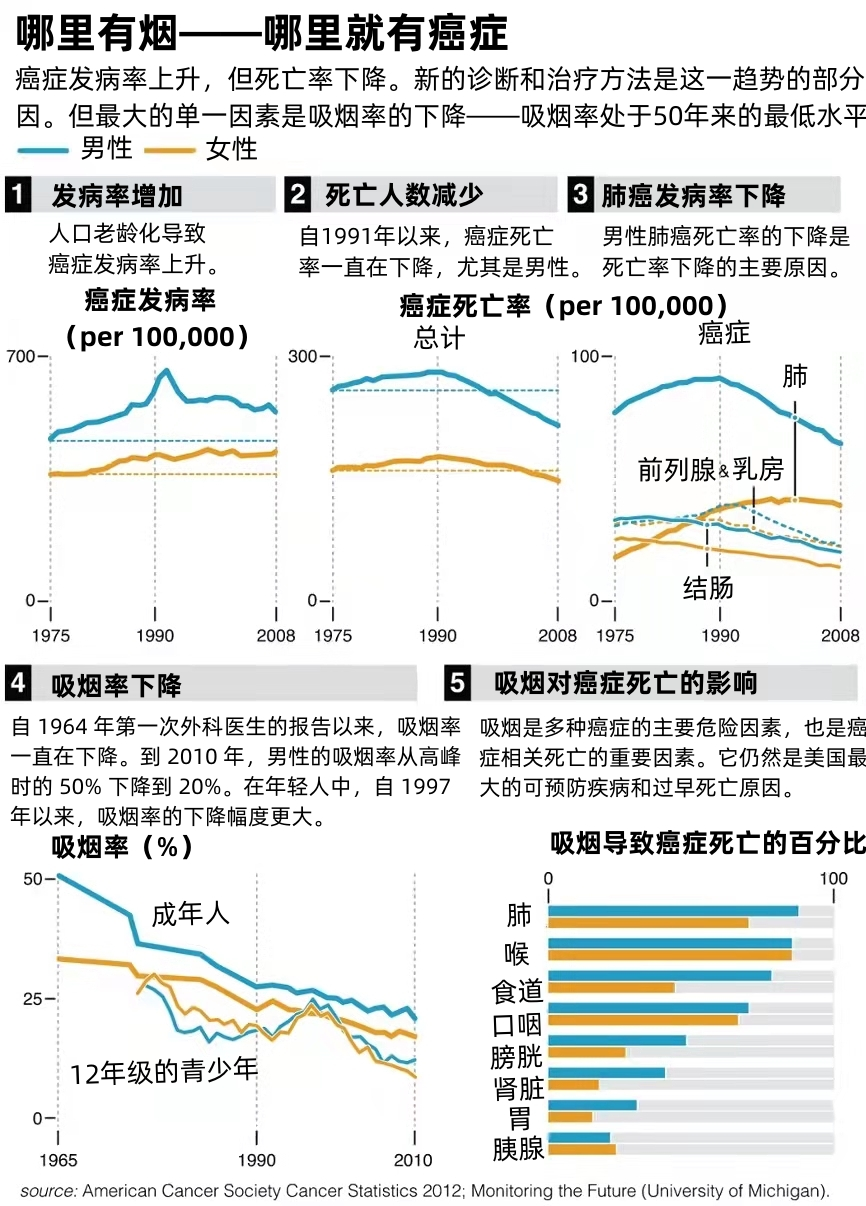 哪里有烟——哪里就有癌症
癌症发病率上升，但死亡率下降。新的诊断和治疗方法是这一趋势的部分
因。但最大的单一因素是吸烟率的下降——吸烟率处于50年来的最低水平
男性 女性
1 发病率增加
人口老龄化导致
癌症发病率上升。
癌症发病率
（per 100,000）
700
0
1975 1990 2008
2 死亡人数减少
自1991年以来，癌症死亡
率一直在下降，尤其是男性。
3 肺癌发病率下降
男性肺癌死亡率的下降是
死亡率下降的主要原因。
癌症死亡率（per 100,000）
总计
300
0
1975 1990 2008
癌症
100
肺
前列腺&乳房
结肠
0
1975 1990 2008
4 吸烟率下降
自 1964 年第一次外科医生的报告以来，吸烟率
一直在下降。到 2010 年，男性的吸烟率从高峰
时的 50% 下降到 20%。在年轻人中，自 1997
年以来，吸烟率的下降幅度更大。
吸烟率（%）
50
成年人
25
12年级的青少年
0
1965 1990 2010
5 吸烟对癌症死亡的影响
吸烟是多种癌症的主要危险因素，也是癌
症相关死亡的重要因素。它仍然是美国最
大的可预防疾病和过早死亡原因。
吸烟导致癌症死亡的百分比
0 100
肺
喉
食道
口咽
膀胱
肾脏
胃
胰腺
source: American Cancer Society Cancer Statistics 2012; Monitoring the Future (University of Michigan).